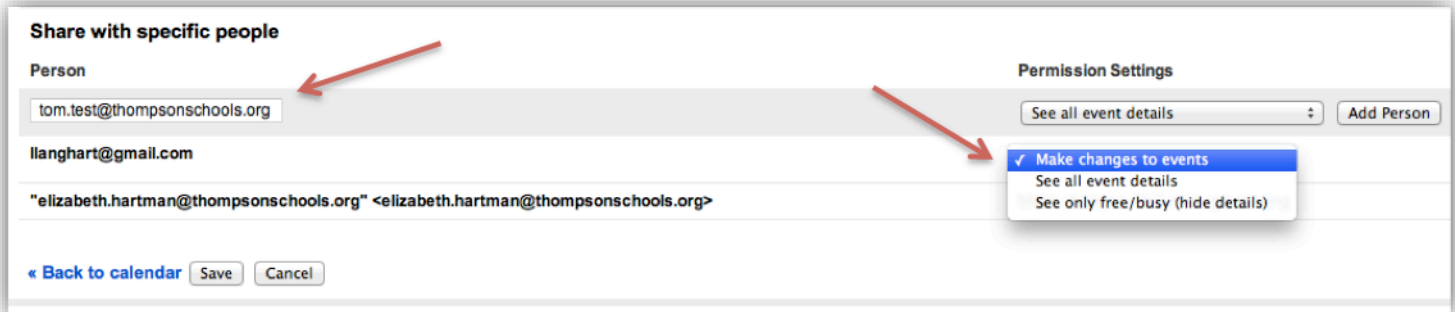 Share with specific people
Person Permission Settings
tom.test@thompsonschools.org See all event details Add Person
llanghart@gmail.com ✓ Make changes to events
See all event details
"elizabeth.hartman@thompsonschools.org" <elizabeth.hartman@thompsonschools.org> See only free/busy (hide details)
« Back to calendar Save Cancel